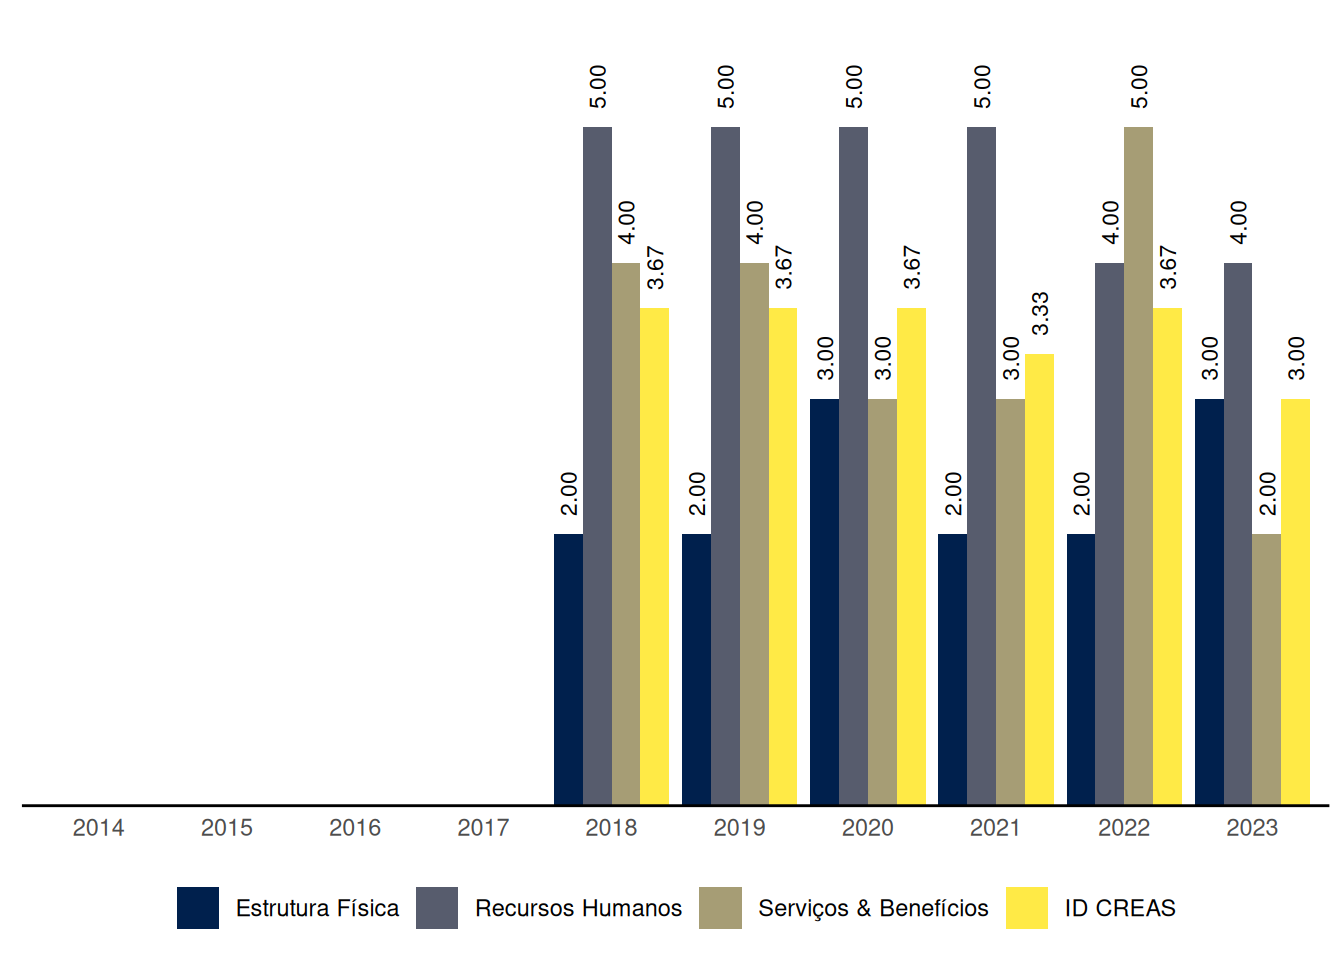 5.00 5.00 5.00 5.00 5.00
4.00 4.00 4.00 4.00
3.67 3.67 3.67 3.67
3.33
3.00 3.00 3.00 3.00 3.00
2.00 2.00 2.00 2.00 2.00
2014 2015 2016 2017 2018 2019 2020 2021 2022 2023
Estrutura Física Recursos Humanos Serviços & Benefícios ID CREAS